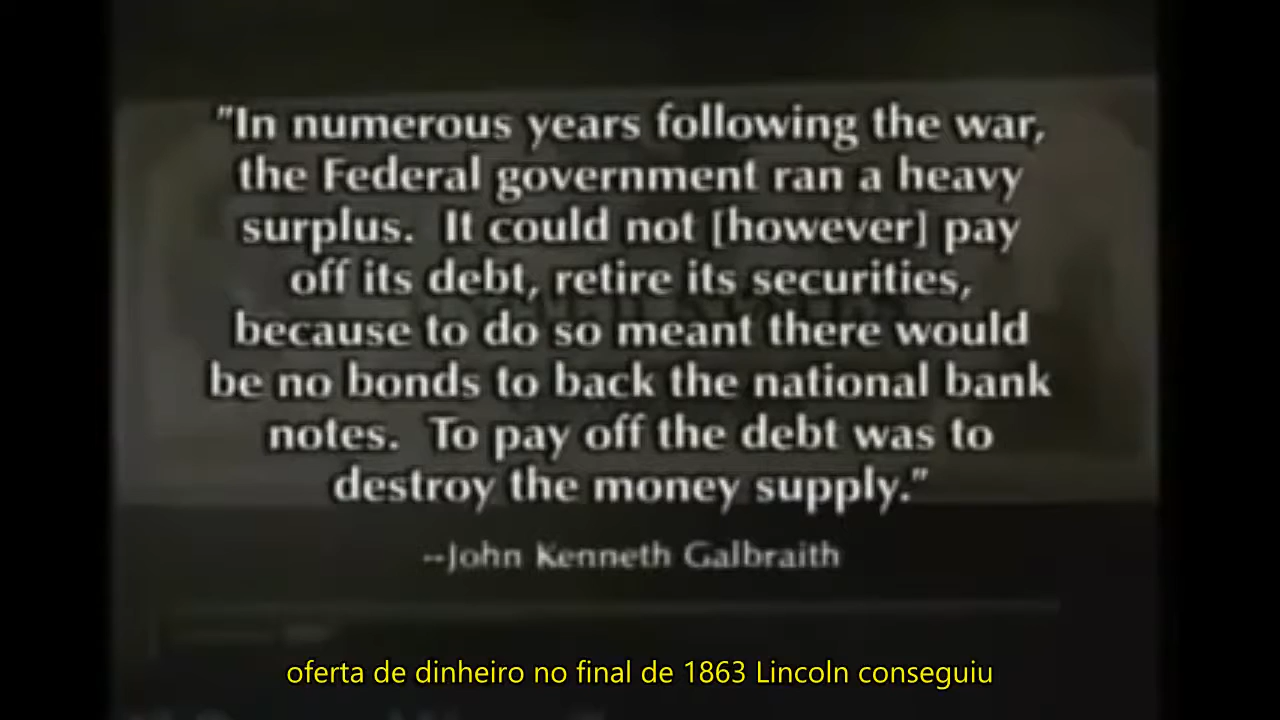 "In numerous years following the war,
the Federal government ran a heavy
surplus.  It could not [however] pay
off its debt, retire its securities,
because to do so meant there would
be no bonds to back the national bank
notes.  To pay off the debt was to
destroy the money supply."
--John Kenneth Galbraith
oferta de dinheiro no final de 1863 Lincoln conseguiu